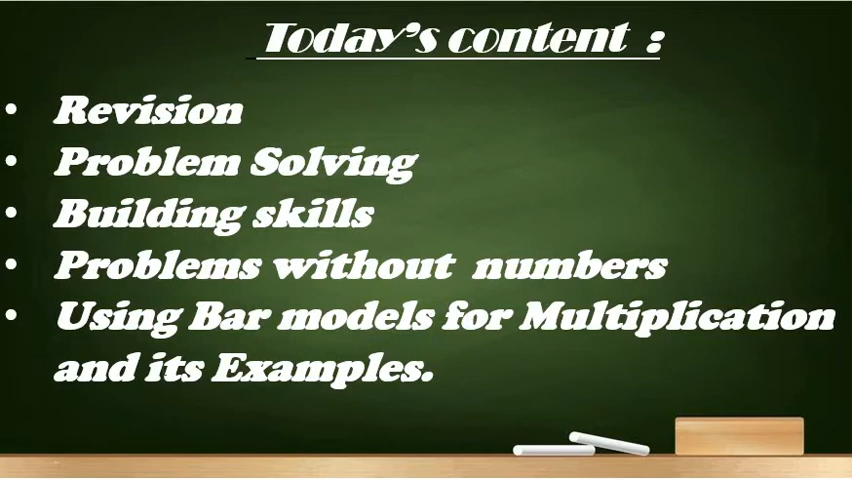 Today's content :
• Revision
• Problem Solving
• Building skills
• Problems without numbers
• Using Bar models for Multiplication
and its Examples.